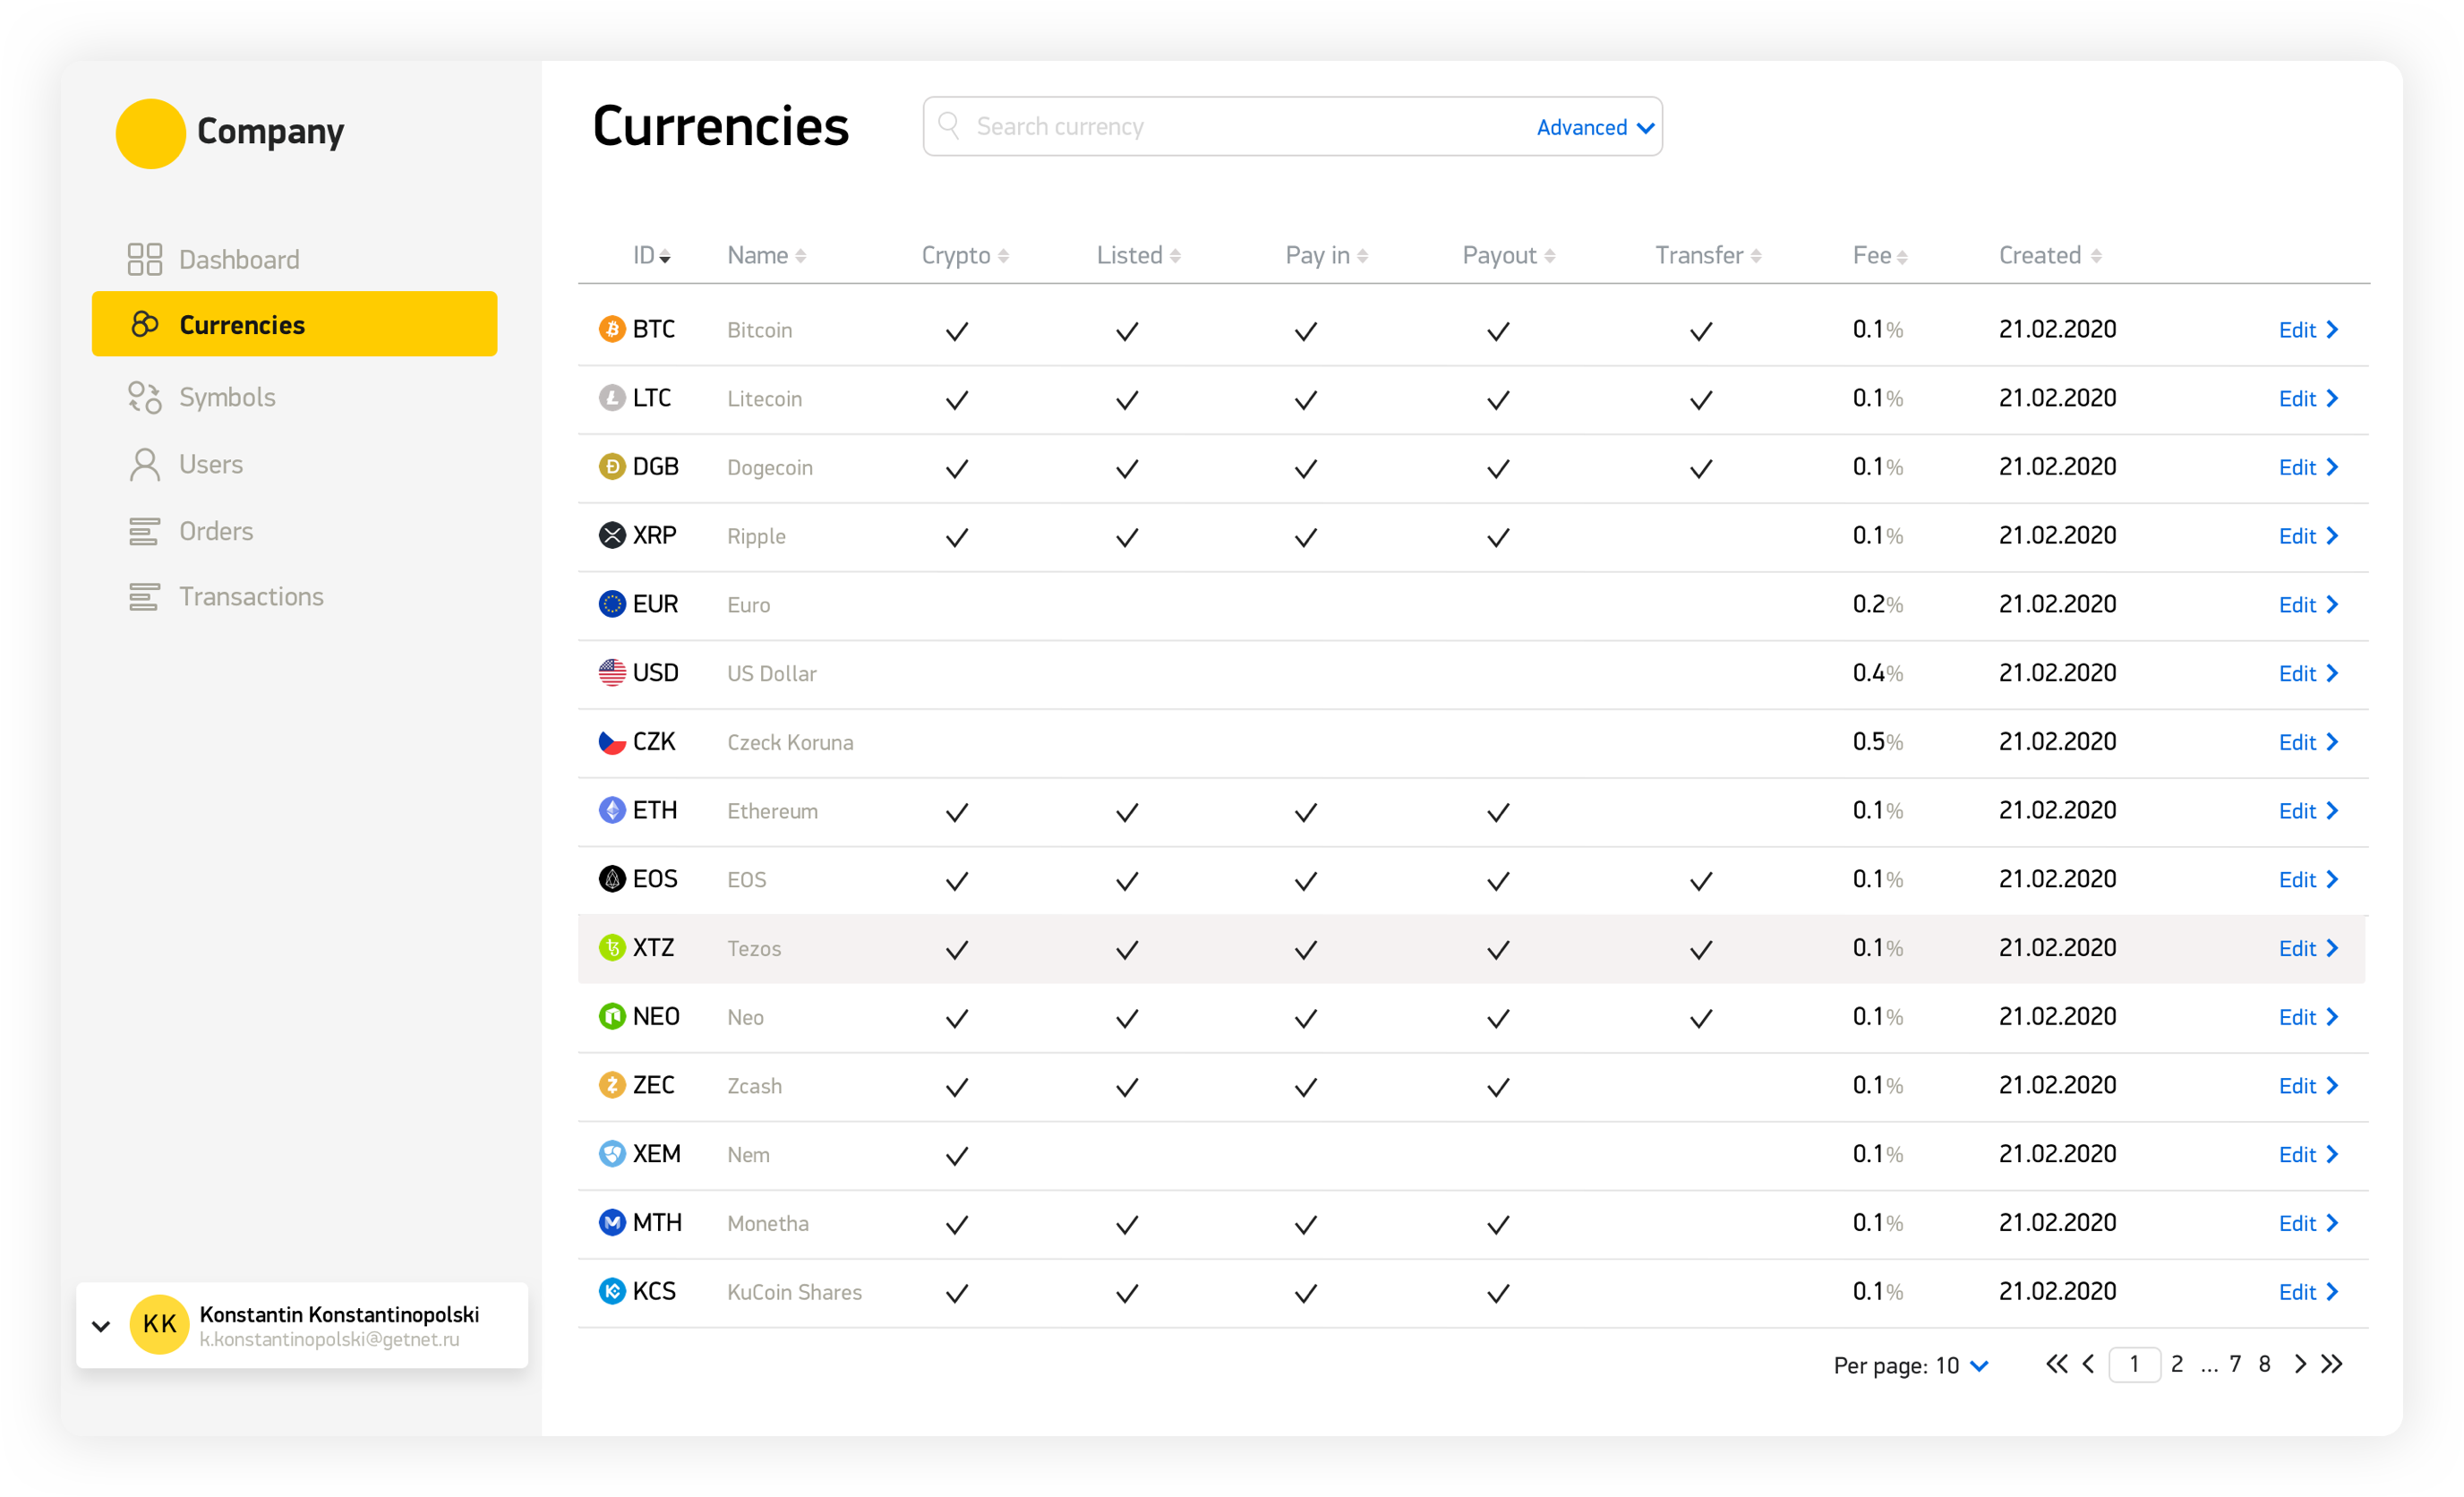 Company
Currencies
Search currency
Advanced
Dashboard
Currencies
Symbols
Users
Orders
Transactions
ID Name Crypto Listed Pay in Payout Transfer Fee Created
BTC Bitcoin 0.1% 21.02.2020 Edit
LTC Litecoin 0.1% 21.02.2020 Edit
DGB Dogecoin 0.1% 21.02.2020 Edit
XRP Ripple 0.1% 21.02.2020 Edit
EUR Euro 0.2% 21.02.2020 Edit
USD US Dollar 0.4% 21.02.2020 Edit
CZK Czeck Koruna 0.5% 21.02.2020 Edit
ETH Ethereum 0.1% 21.02.2020 Edit
EOS EOS 0.1% 21.02.2020 Edit
XTZ Tezos 0.1% 21.02.2020 Edit
NEO Neo 0.1% 21.02.2020 Edit
ZEC Zcash 0.1% 21.02.2020 Edit
XEM Nem 0.1% 21.02.2020 Edit
MTH Monetha 0.1% 21.02.2020 Edit
KCS KuCoin Shares 0.1% 21.02.2020 Edit
KK
Konstantin Konstantinopolski
k.konstantinopolski@getnet.ru
Per page: 10
1 2 ... 7 8